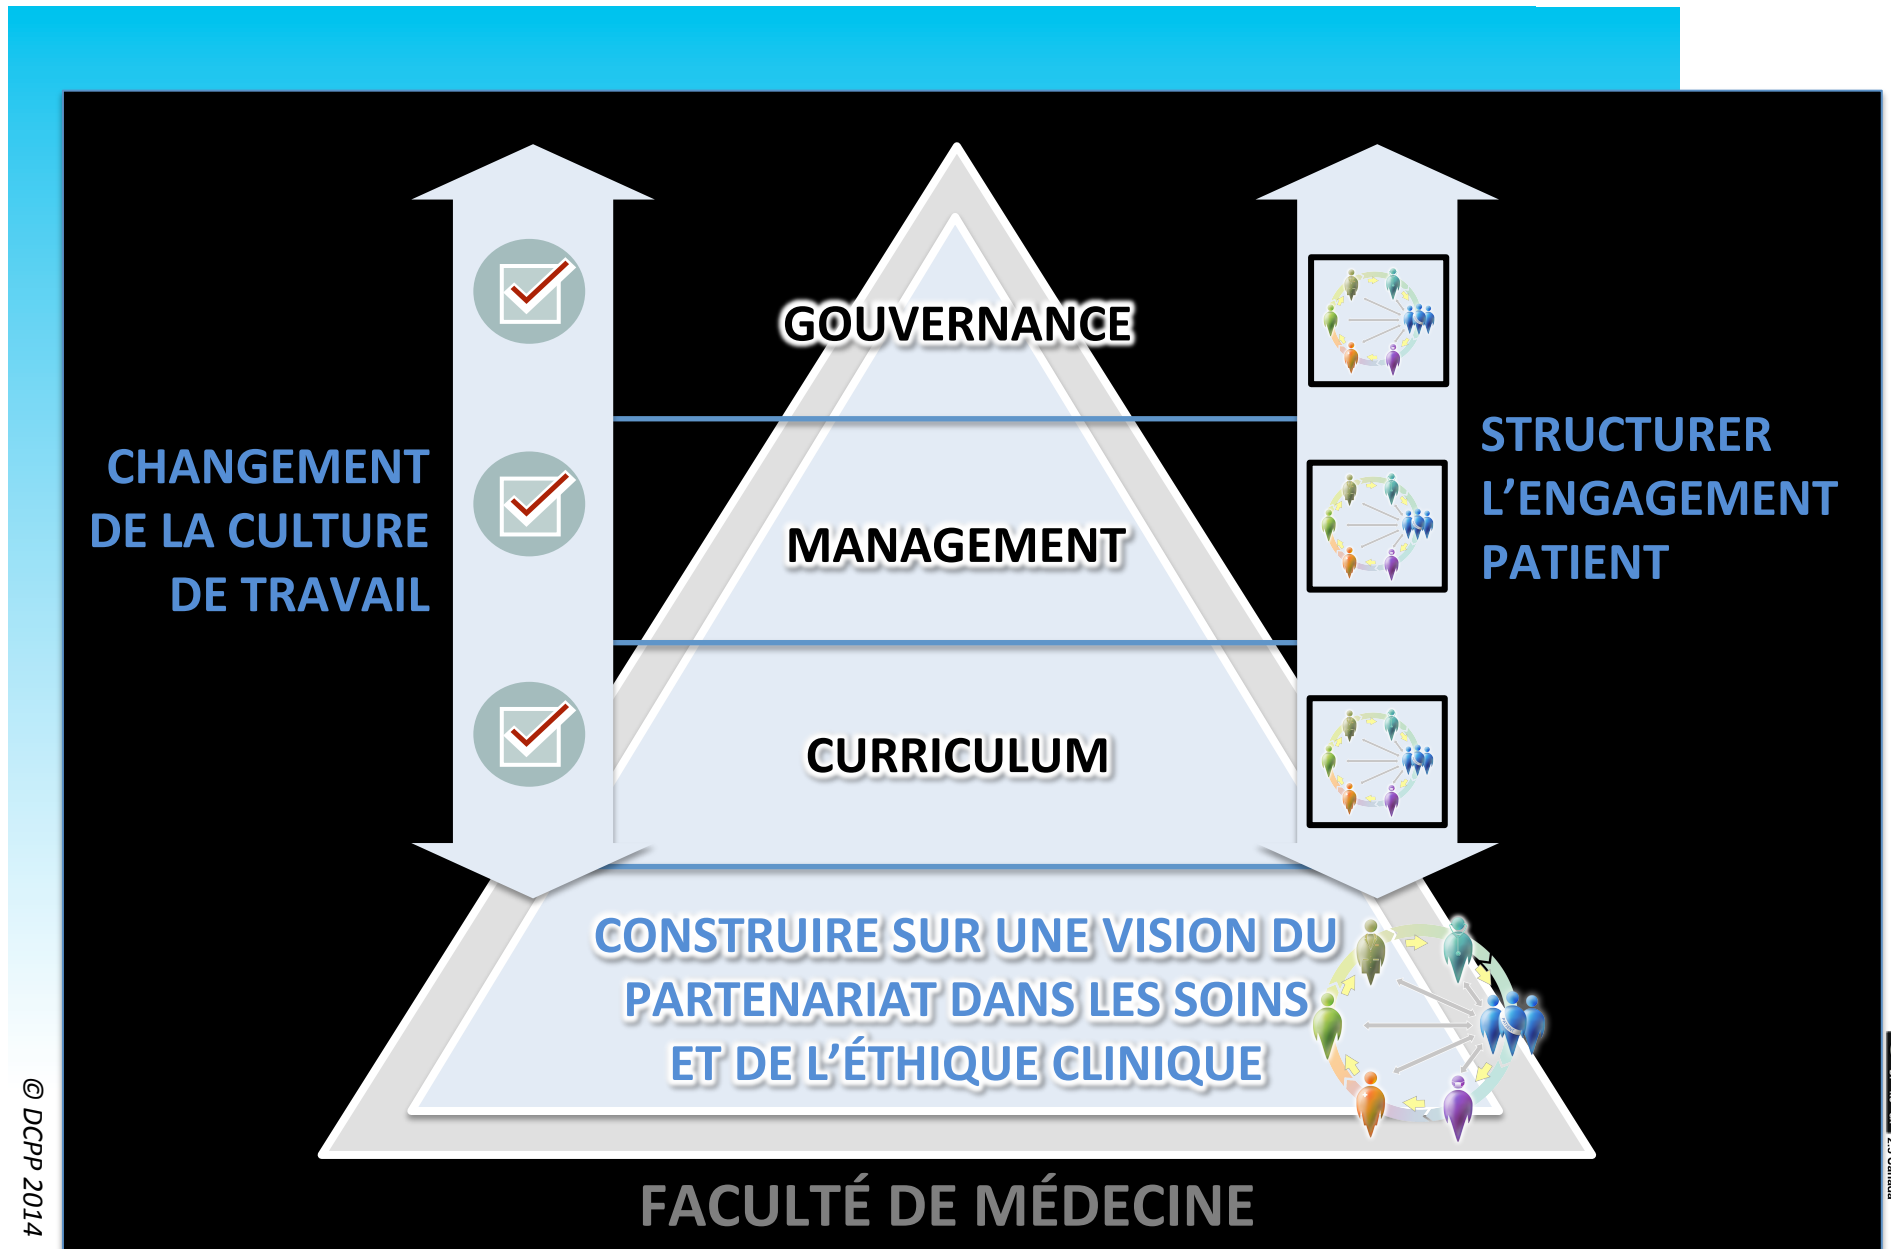 GOUVERNANCE
CHANGEMENT
DE LA CULTURE
DE TRAVAIL
MANAGEMENT
STRUCTURER
L’ENGAGEMENT
PATIENT
CURRICULUM
CONSTRUIRE SUR UNE VISION DU
PARTENARIAT DANS LES SOINS
ET DE L’ÉTHIQUE CLINIQUE
FACULTÉ DE MÉDECINE
© DCPP 2014